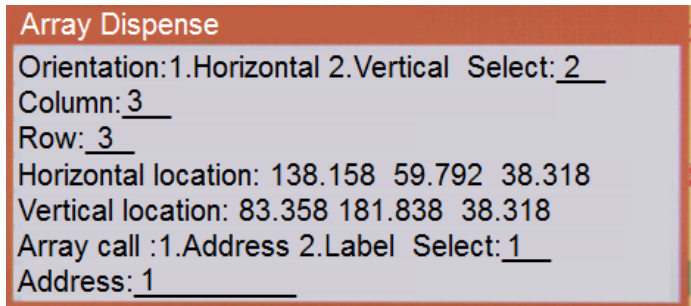 Array Dispense
Orientation:1.Horizontal 2.Vertical Select: 2
Column: 3
Row: 3
Horizontal location: 138.158 59.792 38.318
Vertical location: 83.358 181.838 38.318
Array call :1.Address 2.Label Select: 1
Address: 1